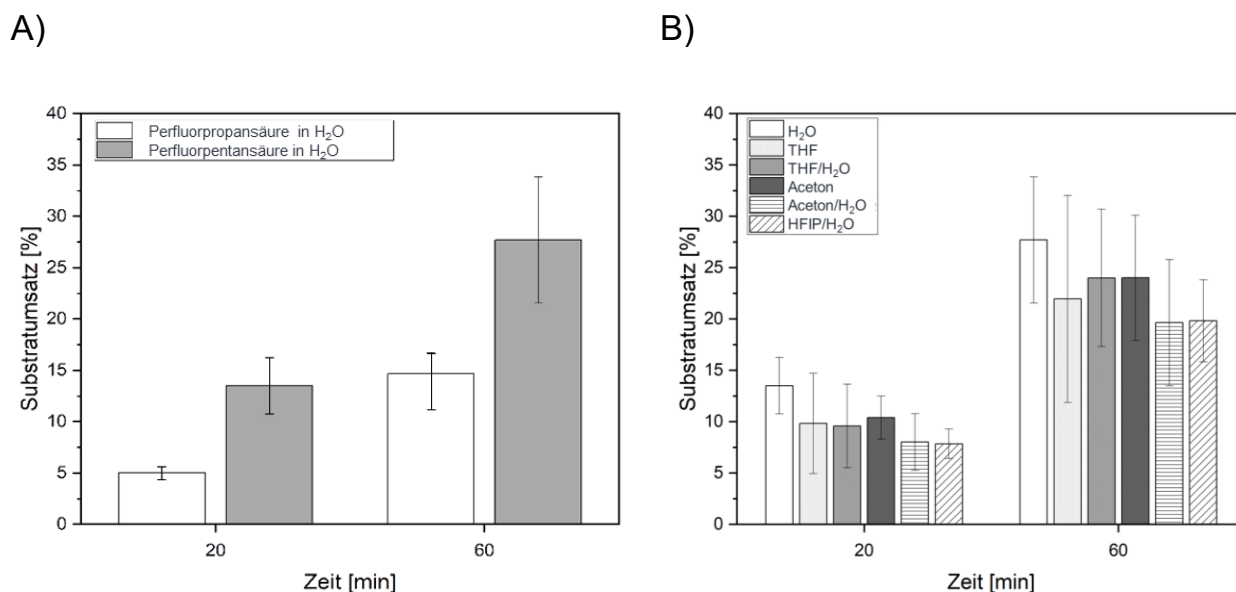 A)
Substratumsatz [%]
40
35
30
25
20
15
10
5
0
Perfluorpropansäure in H₂O
Perfluorpentansäure in H₂O
20
60
Zeit [min]
B)
Substratumsatz [%]
40
35
30
25
20
15
10
5
0
H₂O
THF
THF/H₂O
Aceton
Aceton/H₂O
HFIP/H₂O
20
60
Zeit [min]